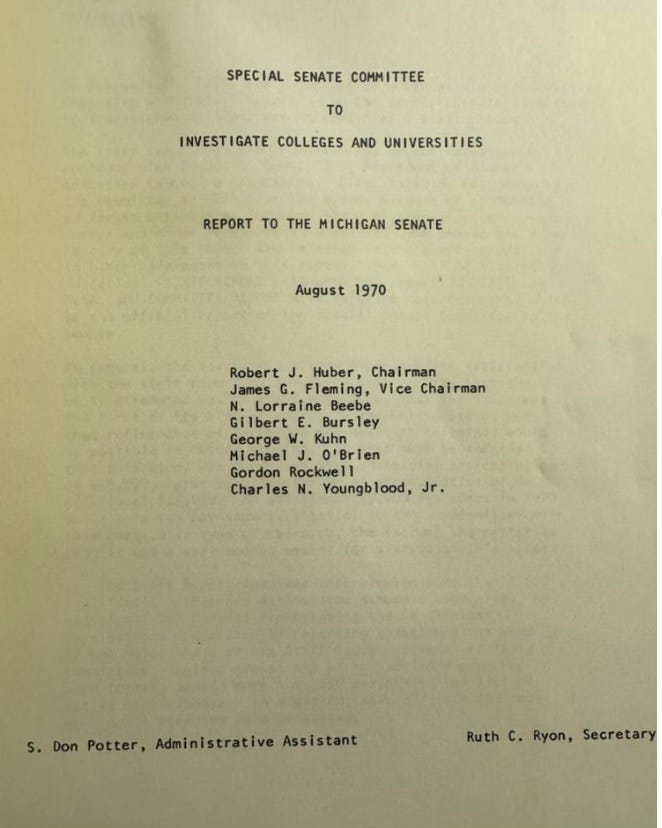 SPECIAL SENATE COMMITTEE
TO
INVESTIGATE COLLEGES AND UNIVERSITIES
REPORT TO THE MICHIGAN SENATE
August 1970
Robert J. Huber, Chairman
James G. Fleming, Vice Chairman
N. Lorraine Beebe
Gilbert E. Bursley
George W. Kuhn
Michael J. O'Brien
Gordon Rockwell
Charles N. Youngblood, Jr.
S. Don Potter, Administrative Assistant Ruth C. Ryon, Secretary